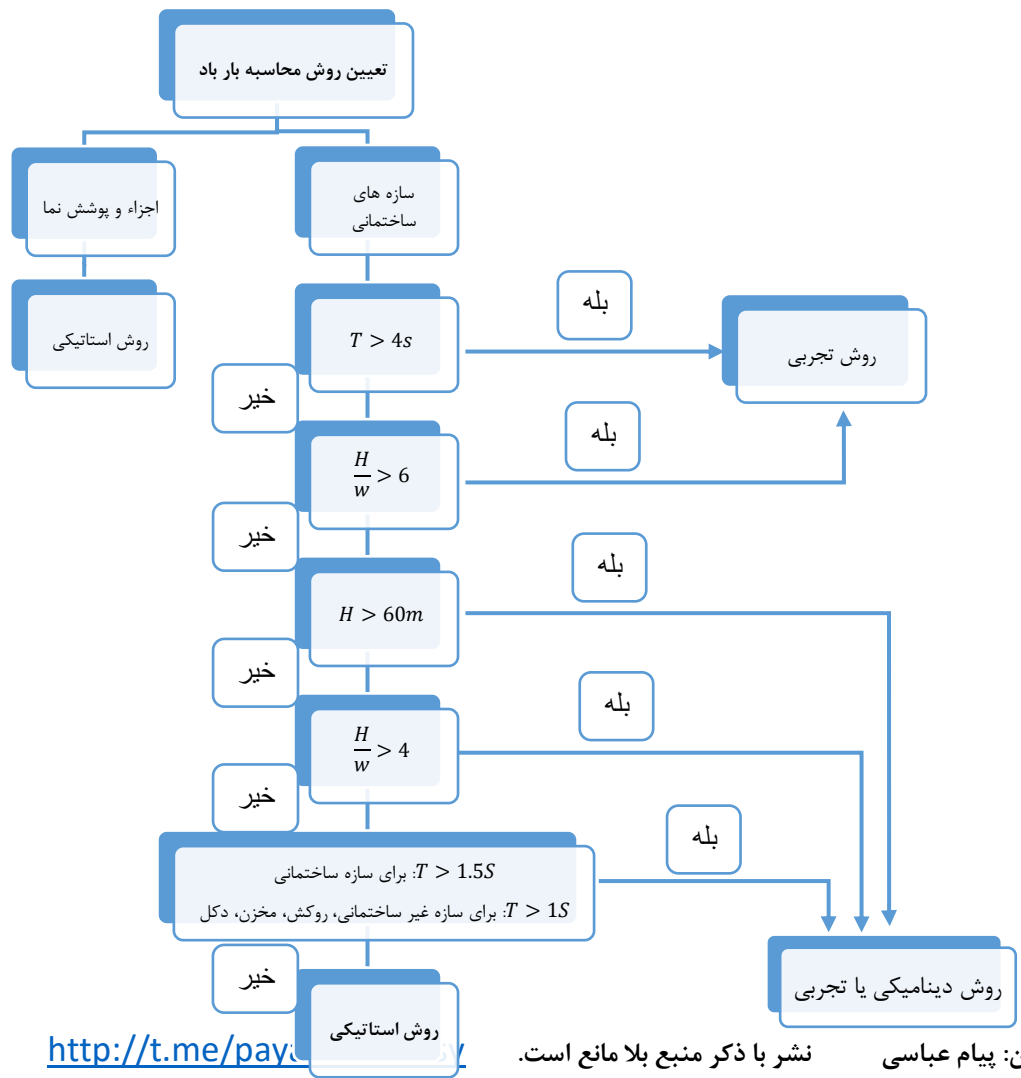 تعیین روش محاسبه بار باد
اجزاء و پوشش نما
سازه های
ساختمانی
روش استاتیکی
T > 4s
بله
روش تجربی
خیر
H/w > 6
بله
خیر
H > 60m
بله
خیر
H/w > 4
بله
خیر
T > 1.5S: برای سازه ساختمانی
T > 1S: برای سازه غیر ساختمانی، روکش، مخزن، دکل
بله
خیر
روش دینامیکی یا تجربی
روش استاتیکی
ن: پیام عباسی نشر با ذکر منبع بلا مانع است. http://t.me/paya